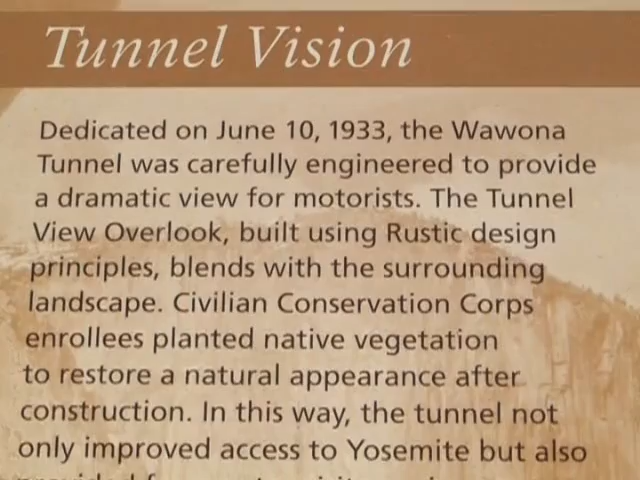 Tunnel Vision
Dedicated on June 10, 1933, the Wawona
Tunnel was carefully engineered to provide
a dramatic view for motorists. The Tunnel
View Overlook, built using Rustic design
principles, blends with the surrounding
landscape. Civilian Conservation Corps
enrollees planted native vegetation
to restore a natural appearance after
construction. In this way, the tunnel not
only improved access to Yosemite but also